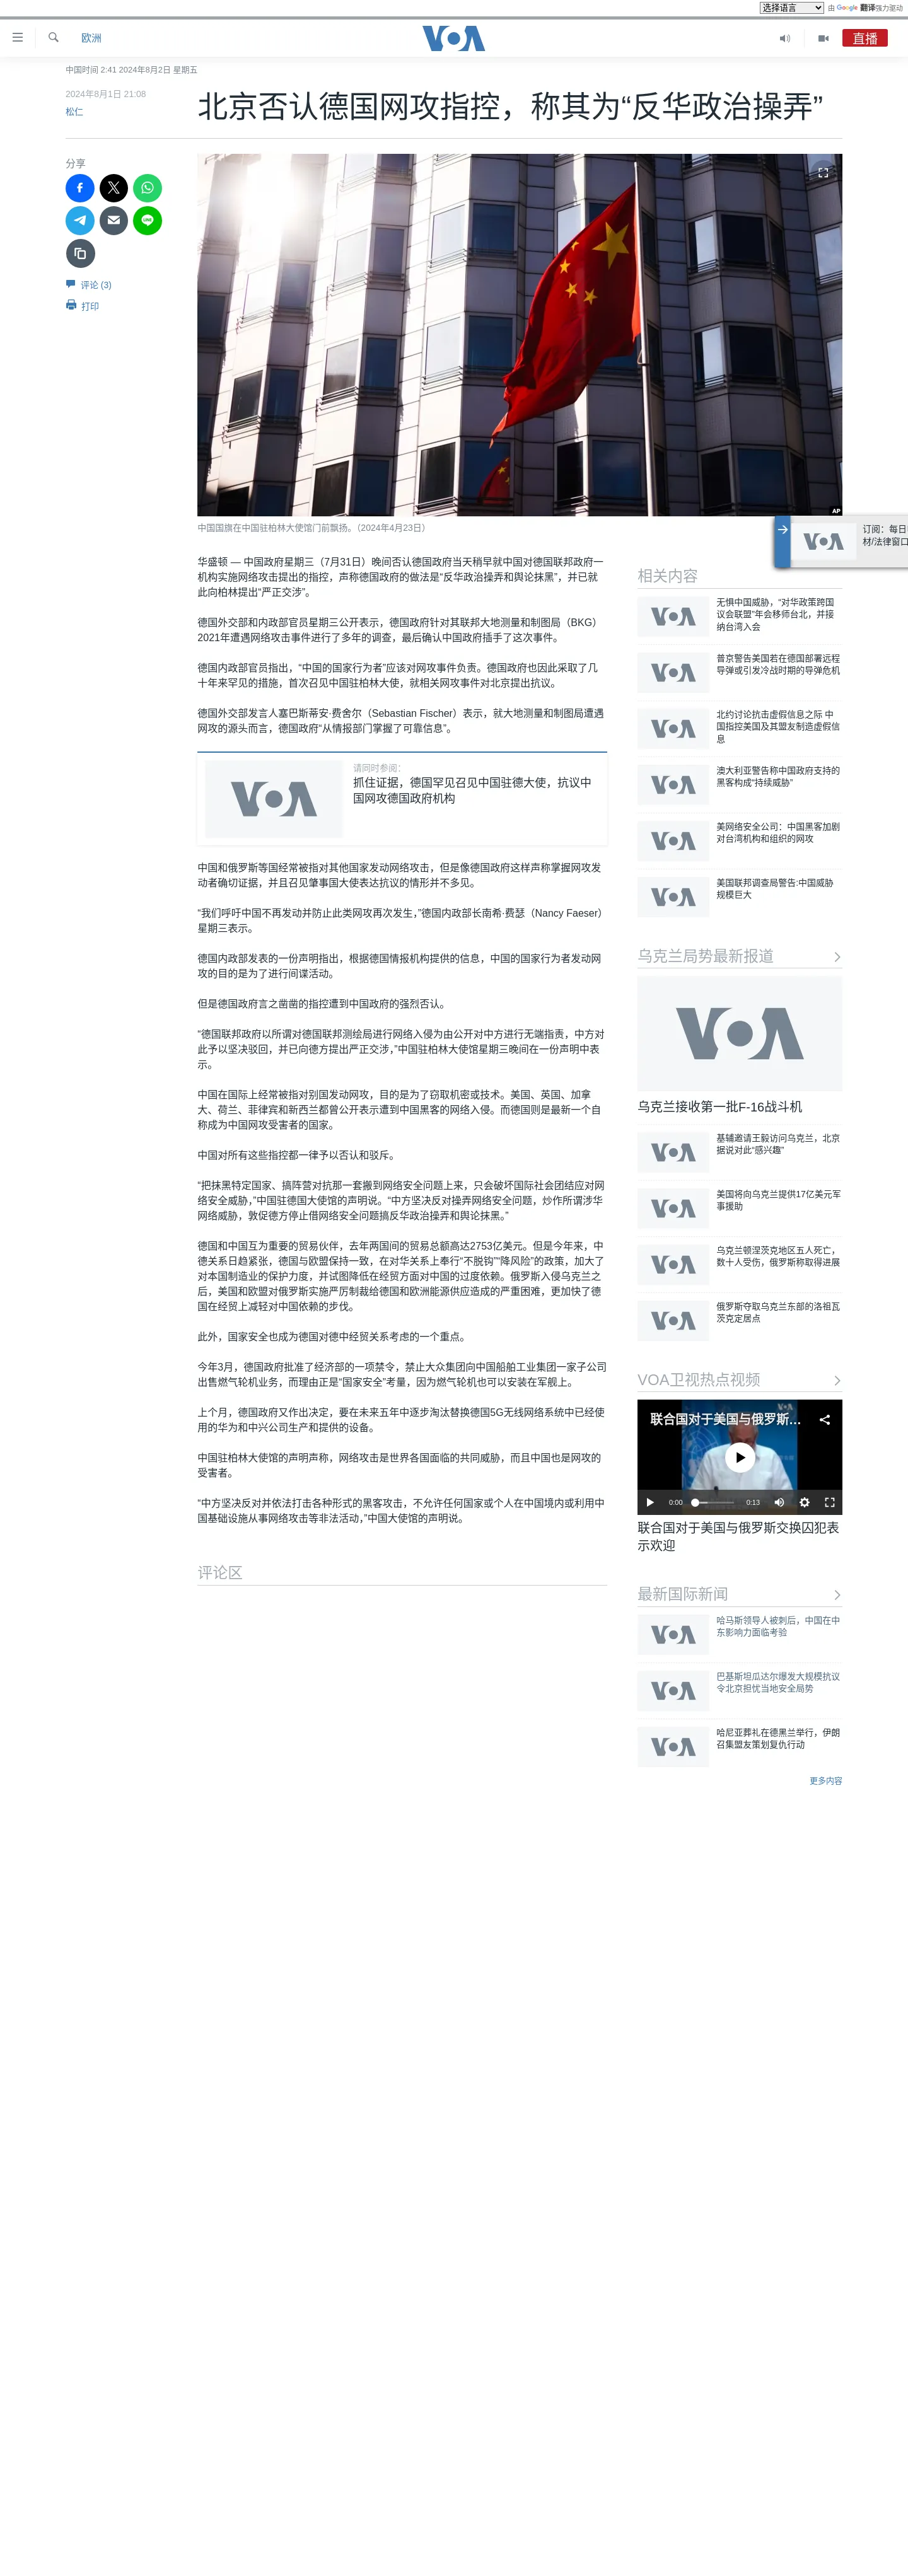 选择语言
由 Google 翻译强力驱动
欧洲
VOA
直播
中国时间 2:41 2024年8月2日 星期五
2024年8月1日 21:08
松仁
北京否认德国网攻指控，称其为“反华政治操弄”
分享
评论 (3)
打印
AP
中国国旗在中国驻柏林大使馆门前飘扬。（2024年4月23日）
订阅：每日
材/法律窗口
VOA
华盛顿 — 中国政府星期三（7月31日）晚间否认德国政府当天稍早就中国对德国联邦政府一
机构实施网络攻击提出的指控，声称德国政府的做法是“反华政治操弄和舆论抹黑”，并已就
此向柏林提出“严正交涉”。
德国外交部和内政部官员星期三公开表示，德国政府针对其联邦大地测量和制图局（BKG）
2021年遭遇网络攻击事件进行了多年的调查，最后确认中国政府插手了这次事件。
德国内政部官员指出，“中国的国家行为者”应该对网攻事件负责。德国政府也因此采取了几
十年来罕见的措施，首次召见中国驻柏林大使，就相关网攻事件对北京提出抗议。
德国外交部发言人塞巴斯蒂安·费舍尔（Sebastian Fischer）表示，就大地测量和制图局遭遇
网攻的源头而言，德国政府“从情报部门掌握了可靠信息”。
VOA
请同时参阅：
抓住证据，德国罕见召见中国驻德大使，抗议中
国网攻德国政府机构
中国和俄罗斯等国经常被指对其他国家发动网络攻击，但是像德国政府这样声称掌握网攻发
动者确切证据，并且召见肇事国大使表达抗议的情形并不多见。
“我们呼吁中国不再发动并防止此类网攻再次发生，”德国内政部长南希·费瑟（Nancy Faeser）
星期三表示。
德国内政部发表的一份声明指出，根据德国情报机构提供的信息，中国的国家行为者发动网
攻的目的是为了进行间谍活动。
但是德国政府言之凿凿的指控遭到中国政府的强烈否认。
“德国联邦政府以所谓对德国联邦测绘局进行网络入侵为由公开对中方进行无端指责，中方对
此予以坚决驳回，并已向德方提出严正交涉，”中国驻柏林大使馆星期三晚间在一份声明中表
示。
中国在国际上经常被指对别国发动网攻，目的是为了窃取机密或技术。美国、英国、加拿
大、荷兰、菲律宾和新西兰都曾公开表示遭到中国黑客的网络入侵。而德国则是最新一个自
称成为中国网攻受害者的国家。
中国对所有这些指控都一律予以否认和驳斥。
“把抹黑特定国家、搞阵营对抗那一套搬到网络安全问题上来，只会破坏国际社会团结应对网
络安全威胁，”中国驻德国大使馆的声明说。“中方坚决反对操弄网络安全问题，炒作所谓涉华
网络威胁，敦促德方停止借网络安全问题搞反华政治操弄和舆论抹黑。”
德国和中国互为重要的贸易伙伴，去年两国间的贸易总额高达2753亿美元。但是今年来，中
德关系日趋紧张，德国与欧盟保持一致，在对华关系上奉行“不脱钩”“降风险”的政策，加大了
对本国制造业的保护力度，并试图降低在经贸方面对中国的过度依赖。俄罗斯入侵乌克兰之
后，美国和欧盟对俄罗斯实施严厉制裁给德国和欧洲能源供应造成的严重困难，更加快了德
国在经贸上减轻对中国依赖的步伐。
此外，国家安全也成为德国对德中经贸关系考虑的一个重点。
今年3月，德国政府批准了经济部的一项禁令，禁止大众集团向中国船舶工业集团一家子公司
出售燃气轮机业务，而理由正是“国家安全”考量，因为燃气轮机也可以安装在军舰上。
上个月，德国政府又作出决定，要在未来五年中逐步淘汰替换德国5G无线网络系统中已经使
用的华为和中兴公司生产和提供的设备。
中国驻柏林大使馆的声明声称，网络攻击是世界各国面临的共同威胁，而且中国也是网攻的
受害者。
“中方坚决反对并依法打击各种形式的黑客攻击，不允许任何国家或个人在中国境内或利用中
国基础设施从事网络攻击等非法活动，”中国大使馆的声明说。
评论区
相关内容
VOA
无惧中国威胁，“对华政策跨国
议会联盟”年会移师台北，并接
纳台湾入会
VOA
普京警告美国若在德国部署远程
导弹或引发冷战时期的导弹危机
VOA
北约讨论抗击虚假信息之际 中
国指控美国及其盟友制造虚假信
息
VOA
澳大利亚警告称中国政府支持的
黑客构成“持续威胁”
VOA
美网络安全公司：中国黑客加剧
对台湾机构和组织的网攻
VOA
美国联邦调查局警告:中国威胁
规模巨大
乌克兰局势最新报道
VOA
乌克兰接收第一批F-16战斗机
VOA
基辅邀请王毅访问乌克兰，北京
据说对此“感兴趣”
VOA
美国将向乌克兰提供17亿美元军
事援助
VOA
乌克兰顿涅茨克地区五人死亡，
数十人受伤，俄罗斯称取得进展
VOA
俄罗斯夺取乌克兰东部的洛祖瓦
茨克定居点
VOA卫视热点视频
VOA
联合国对于美国与俄罗斯...
0:00
0:13
联合国对于美国与俄罗斯交换囚犯表
示欢迎
最新国际新闻
VOA
哈马斯领导人被刺后，中国在中
东影响力面临考验
VOA
巴基斯坦瓜达尔爆发大规模抗议
令北京担忧当地安全局势
VOA
哈尼亚葬礼在德黑兰举行，伊朗
召集盟友策划复仇行动
更多内容